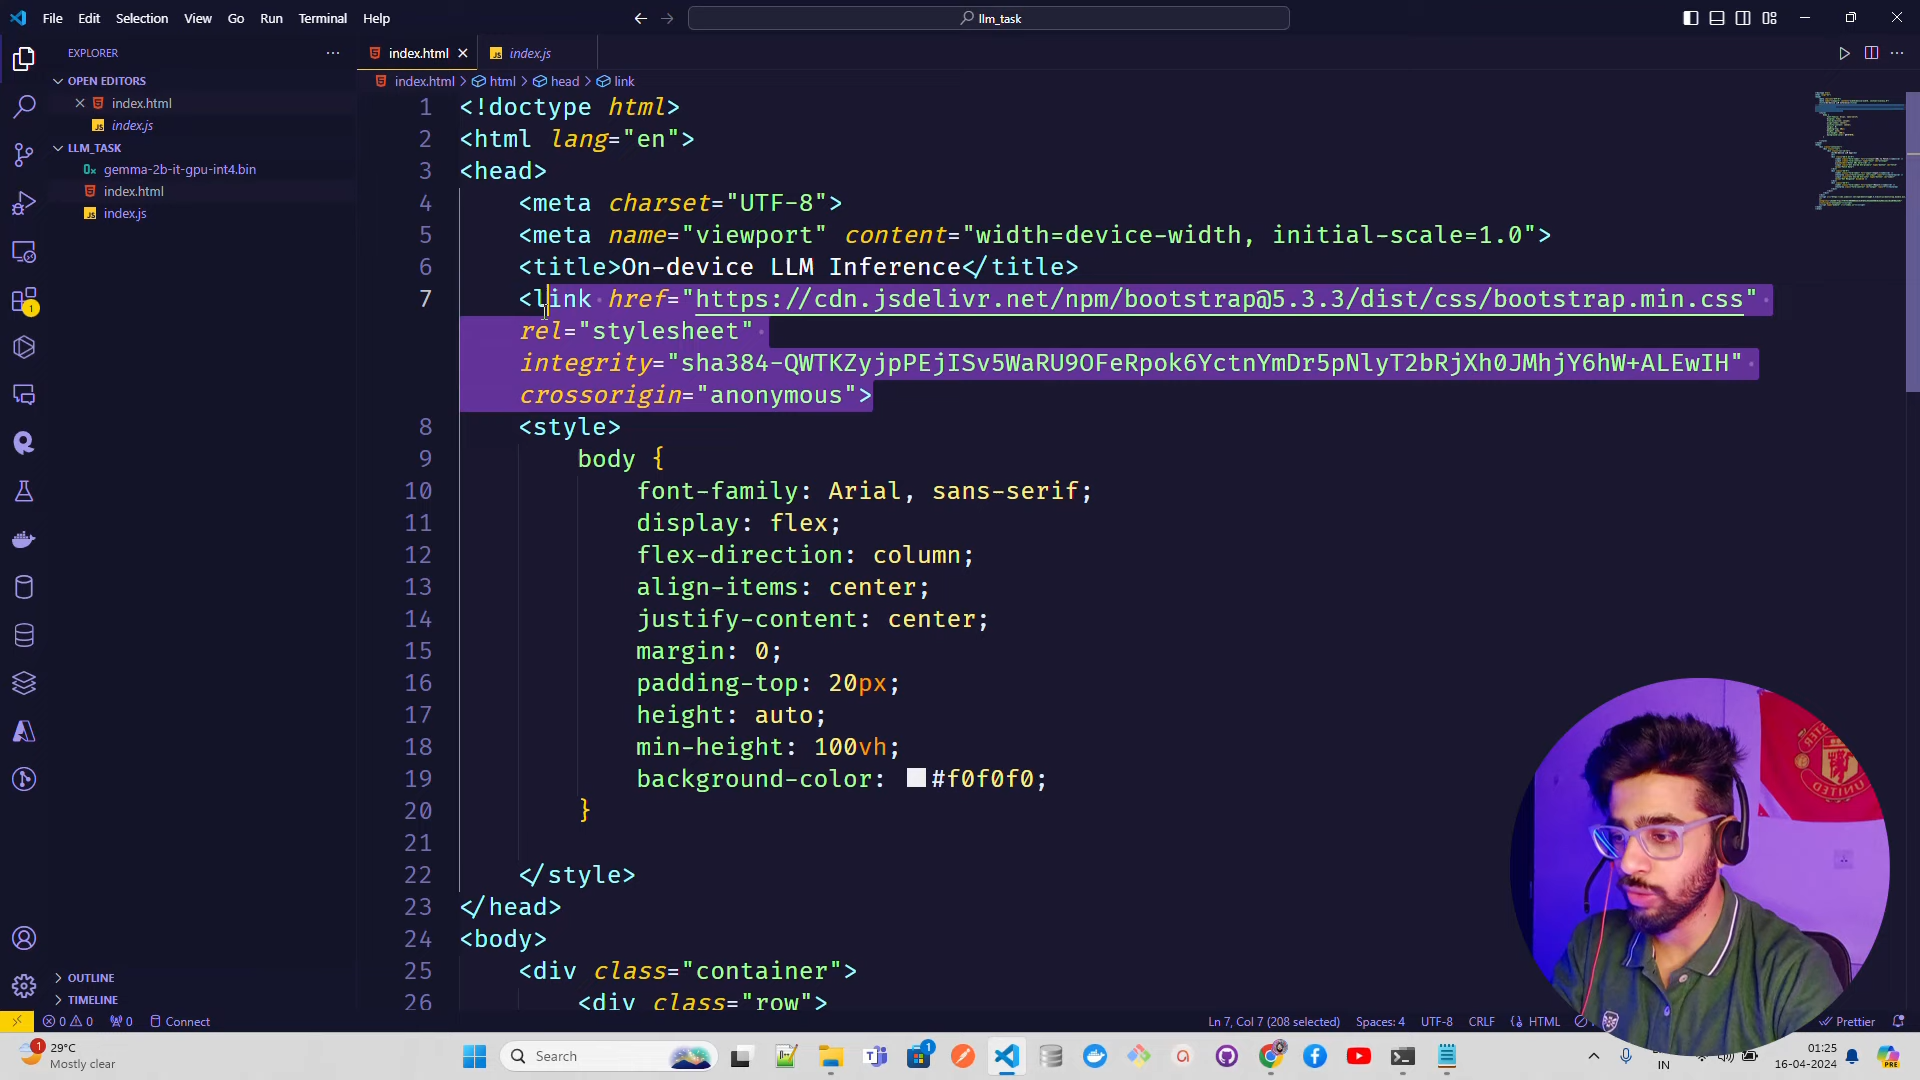 File Edit Selection View Go Run Terminal Help
llm_task
EXPLORER
OPEN EDITORS
index.html
index.js
LLM_TASK
gemma-2b-it-gpu-int4.bin
index.html
index.js
OUTLINE
TIMELINE
index.html
index.js
index.html > html > head > link
1 <!doctype html>
2 <html lang="en">
3 <head>
4 <meta charset="UTF-8">
5 <meta name="viewport" content="width=device-width, initial-scale=1.0">
6 <title>On-device LLM Inference</title>
7 <link href="https://cdn.jsdelivr.net/npm/bootstrap@5.3.3/dist/css/bootstrap.min.css"
rel="stylesheet"
integrity="sha384-QWTKZyjpPEjISv5WaRU9OFeRpok6YctnYmDr5pNlyT2bRjXh0JMhjY6hW+ALEwIH"
crossorigin="anonymous">
8 <style>
9 body {
10 font-family: Arial, sans-serif;
11 display: flex;
12 flex-direction: column;
13 align-items: center;
14 justify-content: center;
15 margin: 0;
16 padding-top: 20px;
17 height: auto;
18 min-height: 100vh;
19 background-color: #f0f0f0;
20 }
21
22 </style>
23 </head>
24 <body>
25 <div class="container">
26 <div class="row">
0 0 0 Connect
Ln 7, Col 7 (208 selected) Spaces: 4 UTF-8 CRLF HTML Prettier
1
29°C
Mostly clear
Search
1
IN
01:25
16-04-2024
PRE
UNITED